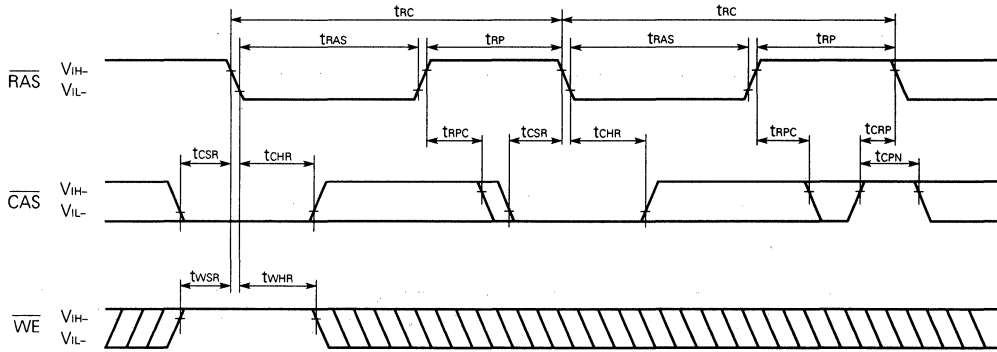 tRC tRC
tRAS tRP tRAS tRP
RAS VIH–
VIL–
tRPC tCSR tCHR tRPC tCRP
tCSR tCHR tCPN
CAS VIH–
VIL–
tWSR tWHR
WE VIH–
VIL–